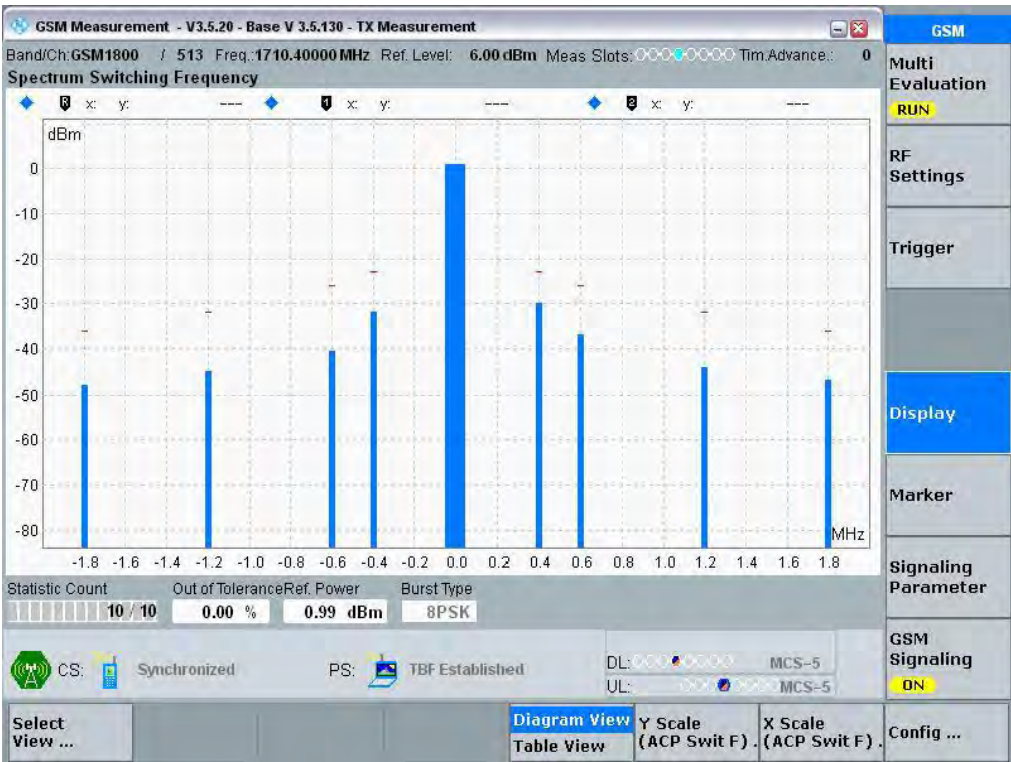 GSM Measurement - V3.5.20 - Base V 3.5.130 - TX Measurement
GSM
Band/Ch:GSM1800 / 513 Freq.:1710.40000 MHz Ref. Level: 6.00 dBm Meas Slots: Tim.Advance.: 0
Spectrum Switching Frequency
Multi
Evaluation
RUN
R x: y: --- 1 x: y: --- 2 x: y: ---
dBm
0
-10
-20
-30
-40
-50
-60
-70
-80
MHz
-1.8 -1.6 -1.4 -1.2 -1.0 -0.8 -0.6 -0.4 -0.2 0.0 0.2 0.4 0.6 0.8 1.0 1.2 1.4 1.6 1.8
RF
Settings
Trigger
Display
Marker
Signaling
Parameter
GSM
Signaling
ON
Statistic Count Out of Tolerance Ref. Power Burst Type
10 / 10 0.00 % 0.99 dBm 8PSK
CS: Synchronized PS: TBF Established
DL: MCS-5
UL: MCS-5
Select
View ...
Diagram View
Table View
Y Scale
(ACP Swit F) .
X Scale
(ACP Swit F) .
Config ...